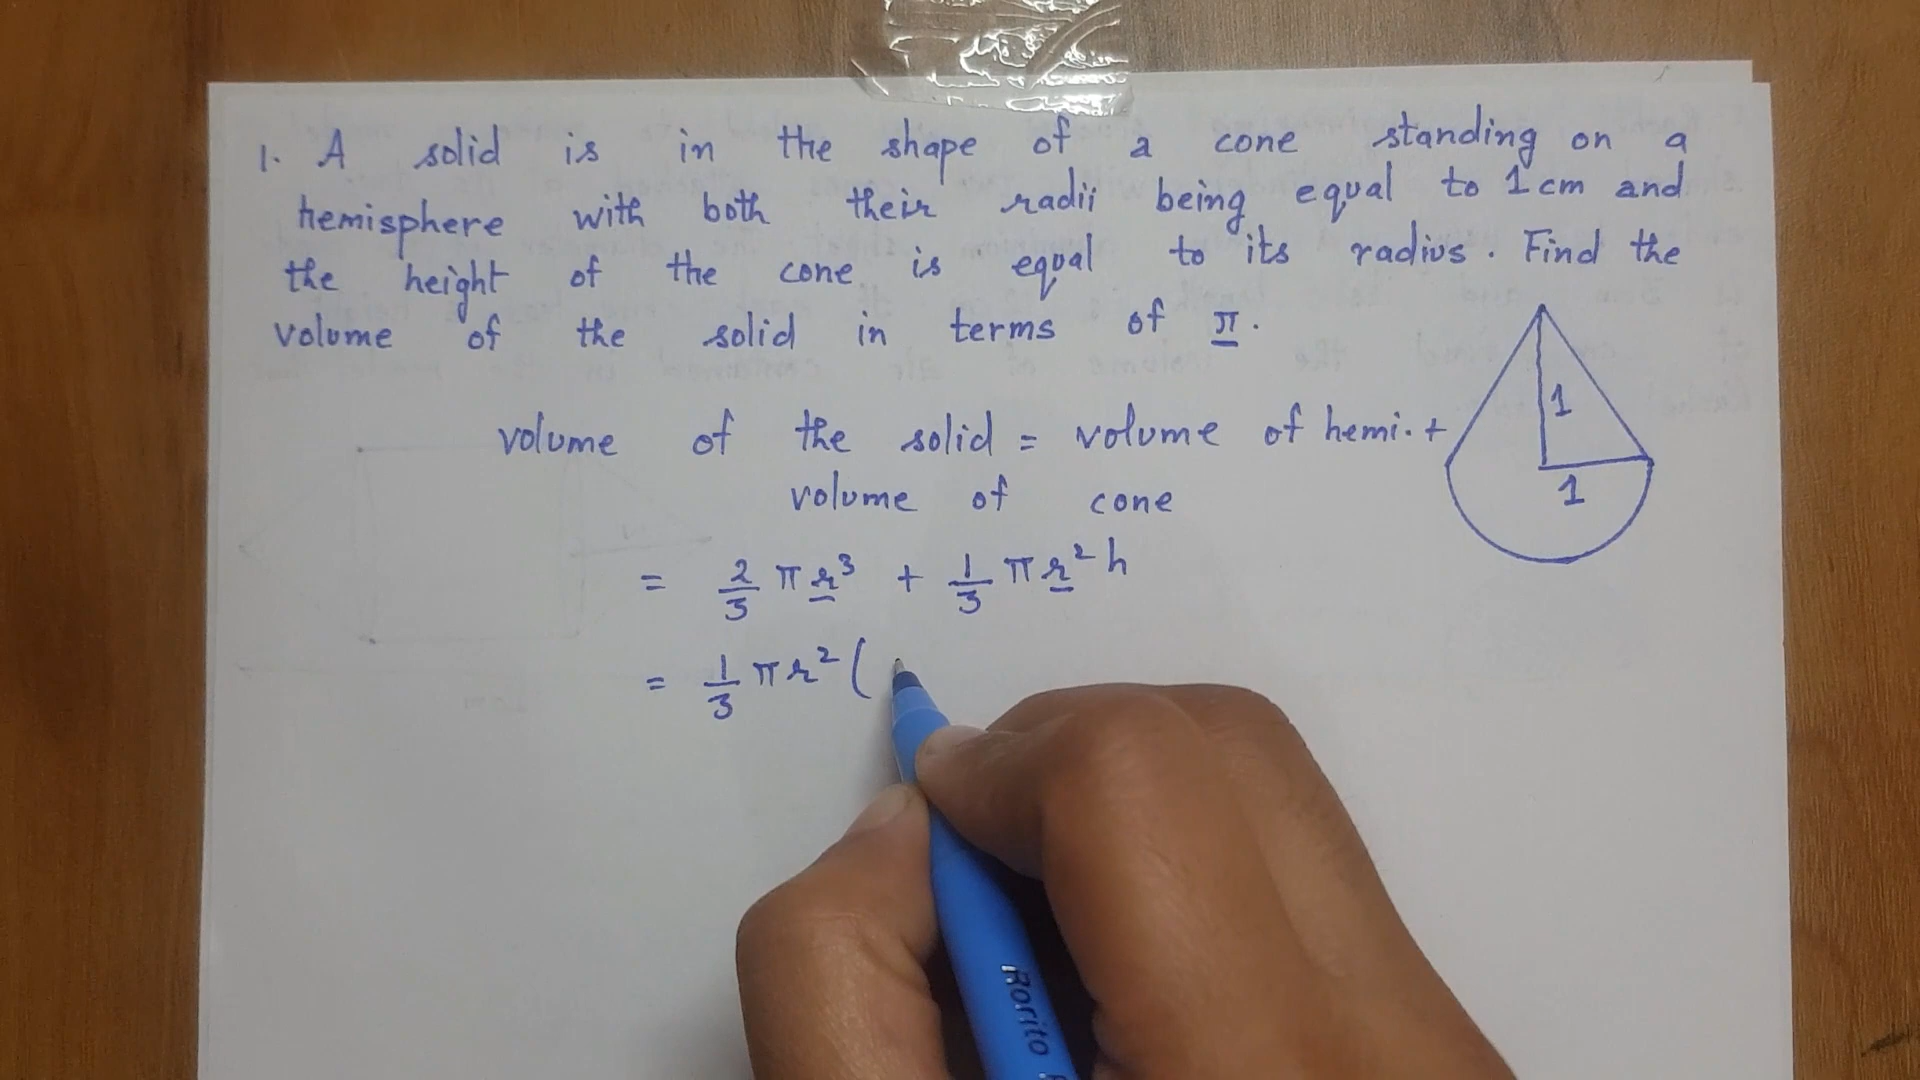 1. A solid is in the shape of a cone standing on a
hemisphere with both their radii being equal to 1 cm and
the height of the cone is equal to its radius. Find the
volume of the solid in terms of π.
1
1
volume of the solid = volume of hemi. +
volume of cone
= 2/3 πr³ + 1/3 πr²h
= 1/3 πr² (
Rorito